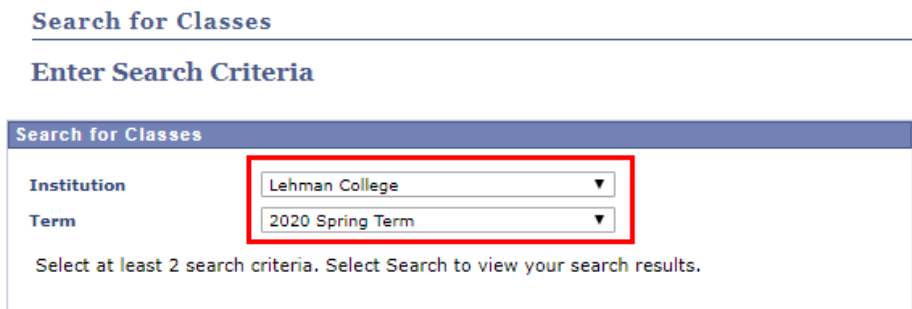 Search for Classes
Enter Search Criteria
Search for Classes
Institution Lehman College
Term 2020 Spring Term
Select at least 2 search criteria. Select Search to view your search results.